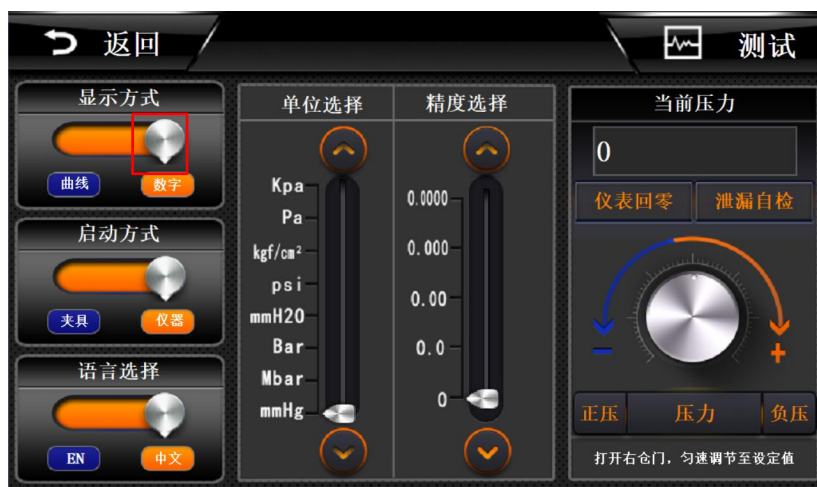 返回
测试
显示方式
曲线
数字
启动方式
夹具
仪器
语言选择
EN
中文
单位选择
Kpa
Pa
kgf/cm²
psi
mmH2O
Bar
Mbar
mmHg
精度选择
0.0000
0.000
0.00
0.0
0
当前压力
0
仪表回零
泄漏自检
－
+
正压
压力
负压
打开右仓门，匀速调节至设定值